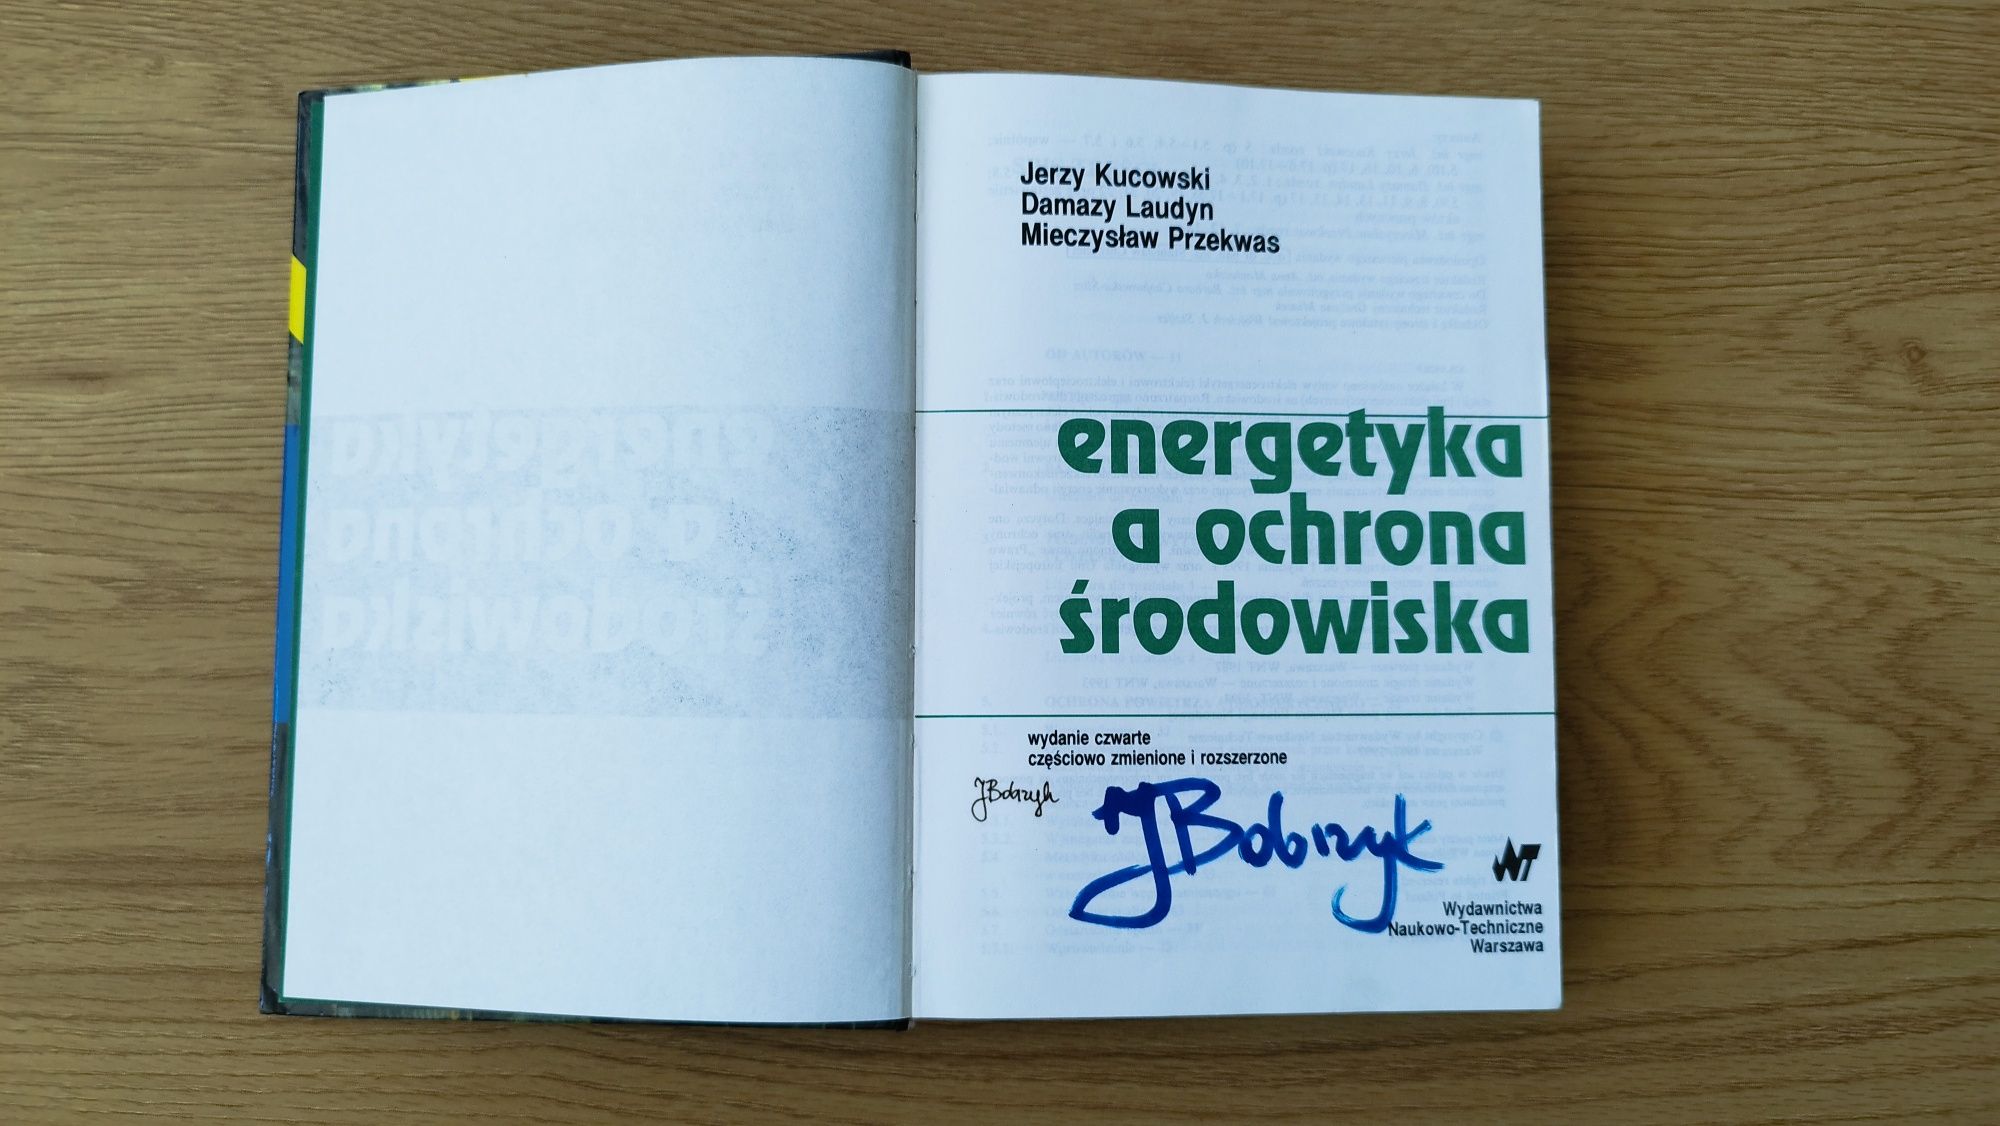 Jerzy Kucowski
Damazy Laudyn
Mieczysław Przekwas
energetyka
a ochrona
środowiska
wydanie czwarte
częściowo zmienione i rozszerzone
JBobrzyk
JBobrzyk
WNT
Wydawnictwa
Naukowo-Techniczne
Warszawa